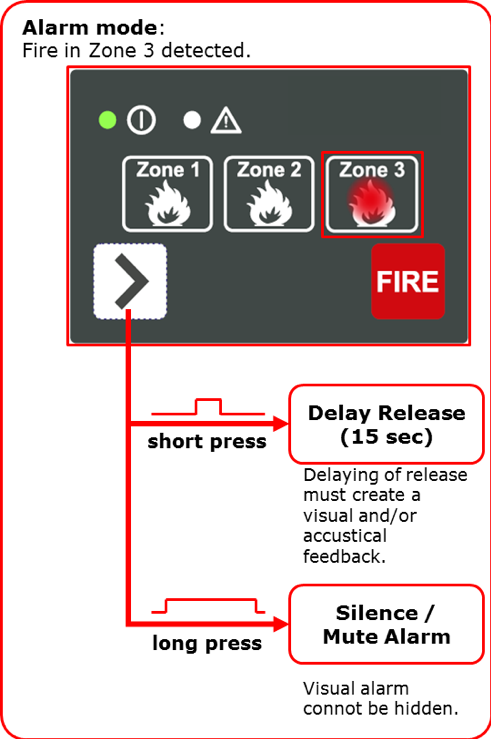 Alarm mode:
Fire in Zone 3 detected.
Zone 1
Zone 2
Zone 3
FIRE
short press
Delay Release
(15 sec)
Delaying of release
must create a
visual and/or
accustical
feedback.
long press
Silence /
Mute Alarm
Visual alarm
connot be hidden.